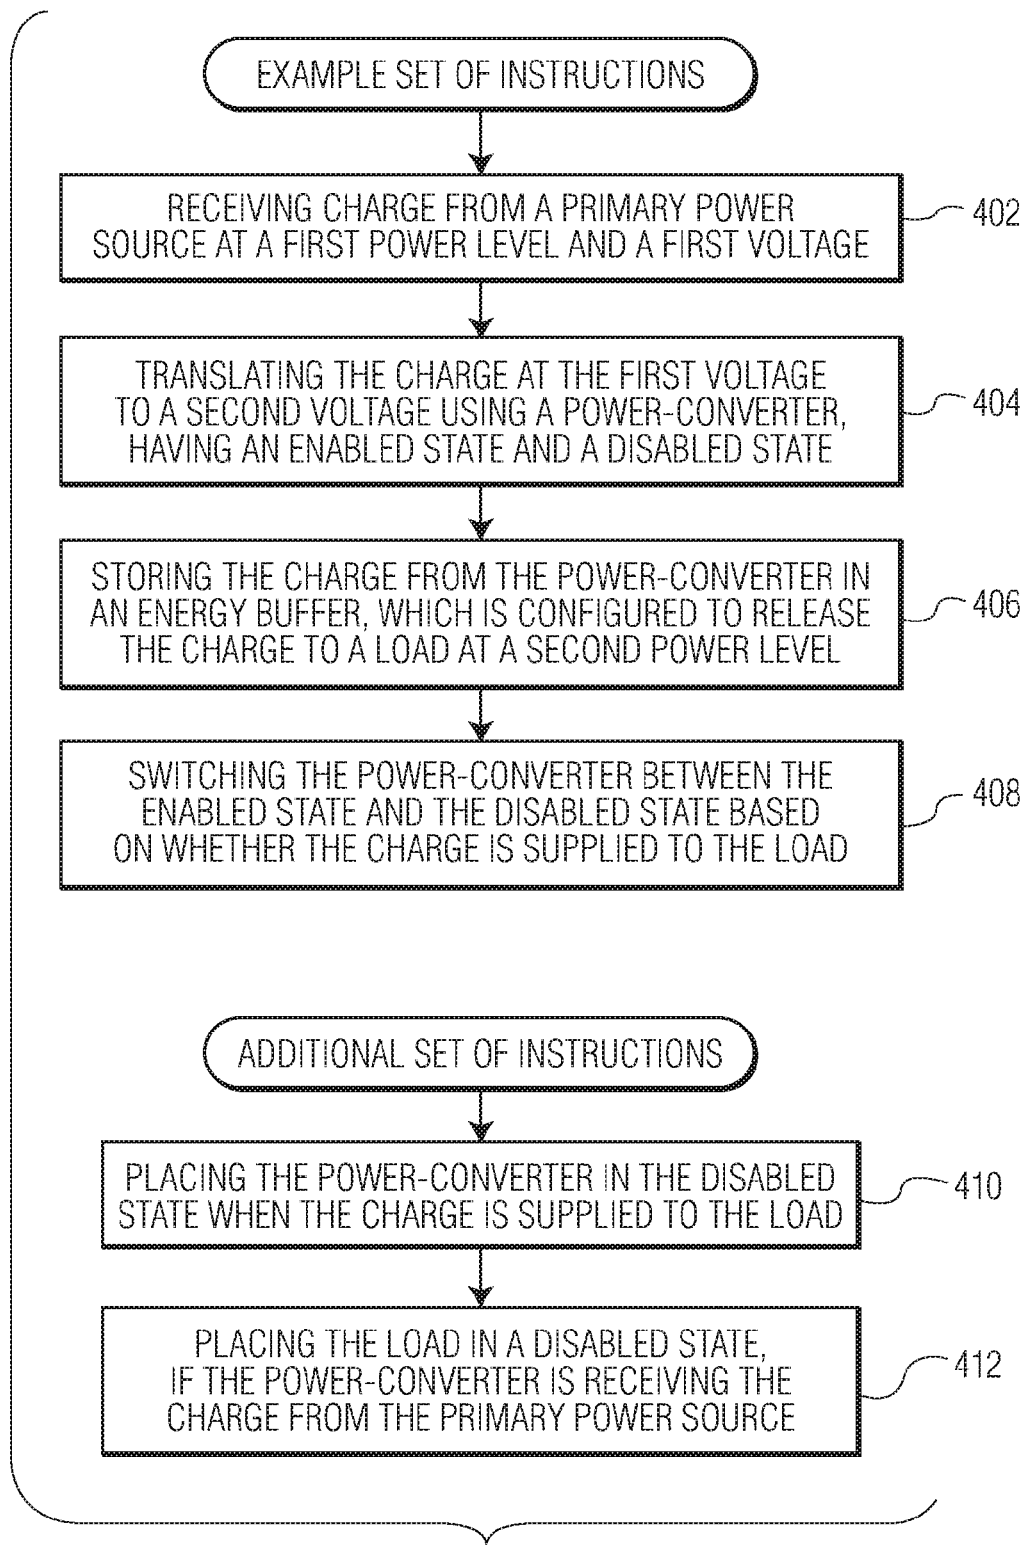 EXAMPLE SET OF INSTRUCTIONS
RECEIVING CHARGE FROM A PRIMARY POWER
SOURCE AT A FIRST POWER LEVEL AND A FIRST VOLTAGE
402
TRANSLATING THE CHARGE AT THE FIRST VOLTAGE
TO A SECOND VOLTAGE USING A POWER-CONVERTER,
HAVING AN ENABLED STATE AND A DISABLED STATE
404
STORING THE CHARGE FROM THE POWER-CONVERTER IN
AN ENERGY BUFFER, WHICH IS CONFIGURED TO RELEASE
THE CHARGE TO A LOAD AT A SECOND POWER LEVEL
406
SWITCHING THE POWER-CONVERTER BETWEEN THE
ENABLED STATE AND THE DISABLED STATE BASED
ON WHETHER THE CHARGE IS SUPPLIED TO THE LOAD
408
ADDITIONAL SET OF INSTRUCTIONS
PLACING THE POWER-CONVERTER IN THE DISABLED
STATE WHEN THE CHARGE IS SUPPLIED TO THE LOAD
410
PLACING THE LOAD IN A DISABLED STATE,
IF THE POWER-CONVERTER IS RECEIVING THE
CHARGE FROM THE PRIMARY POWER SOURCE
412